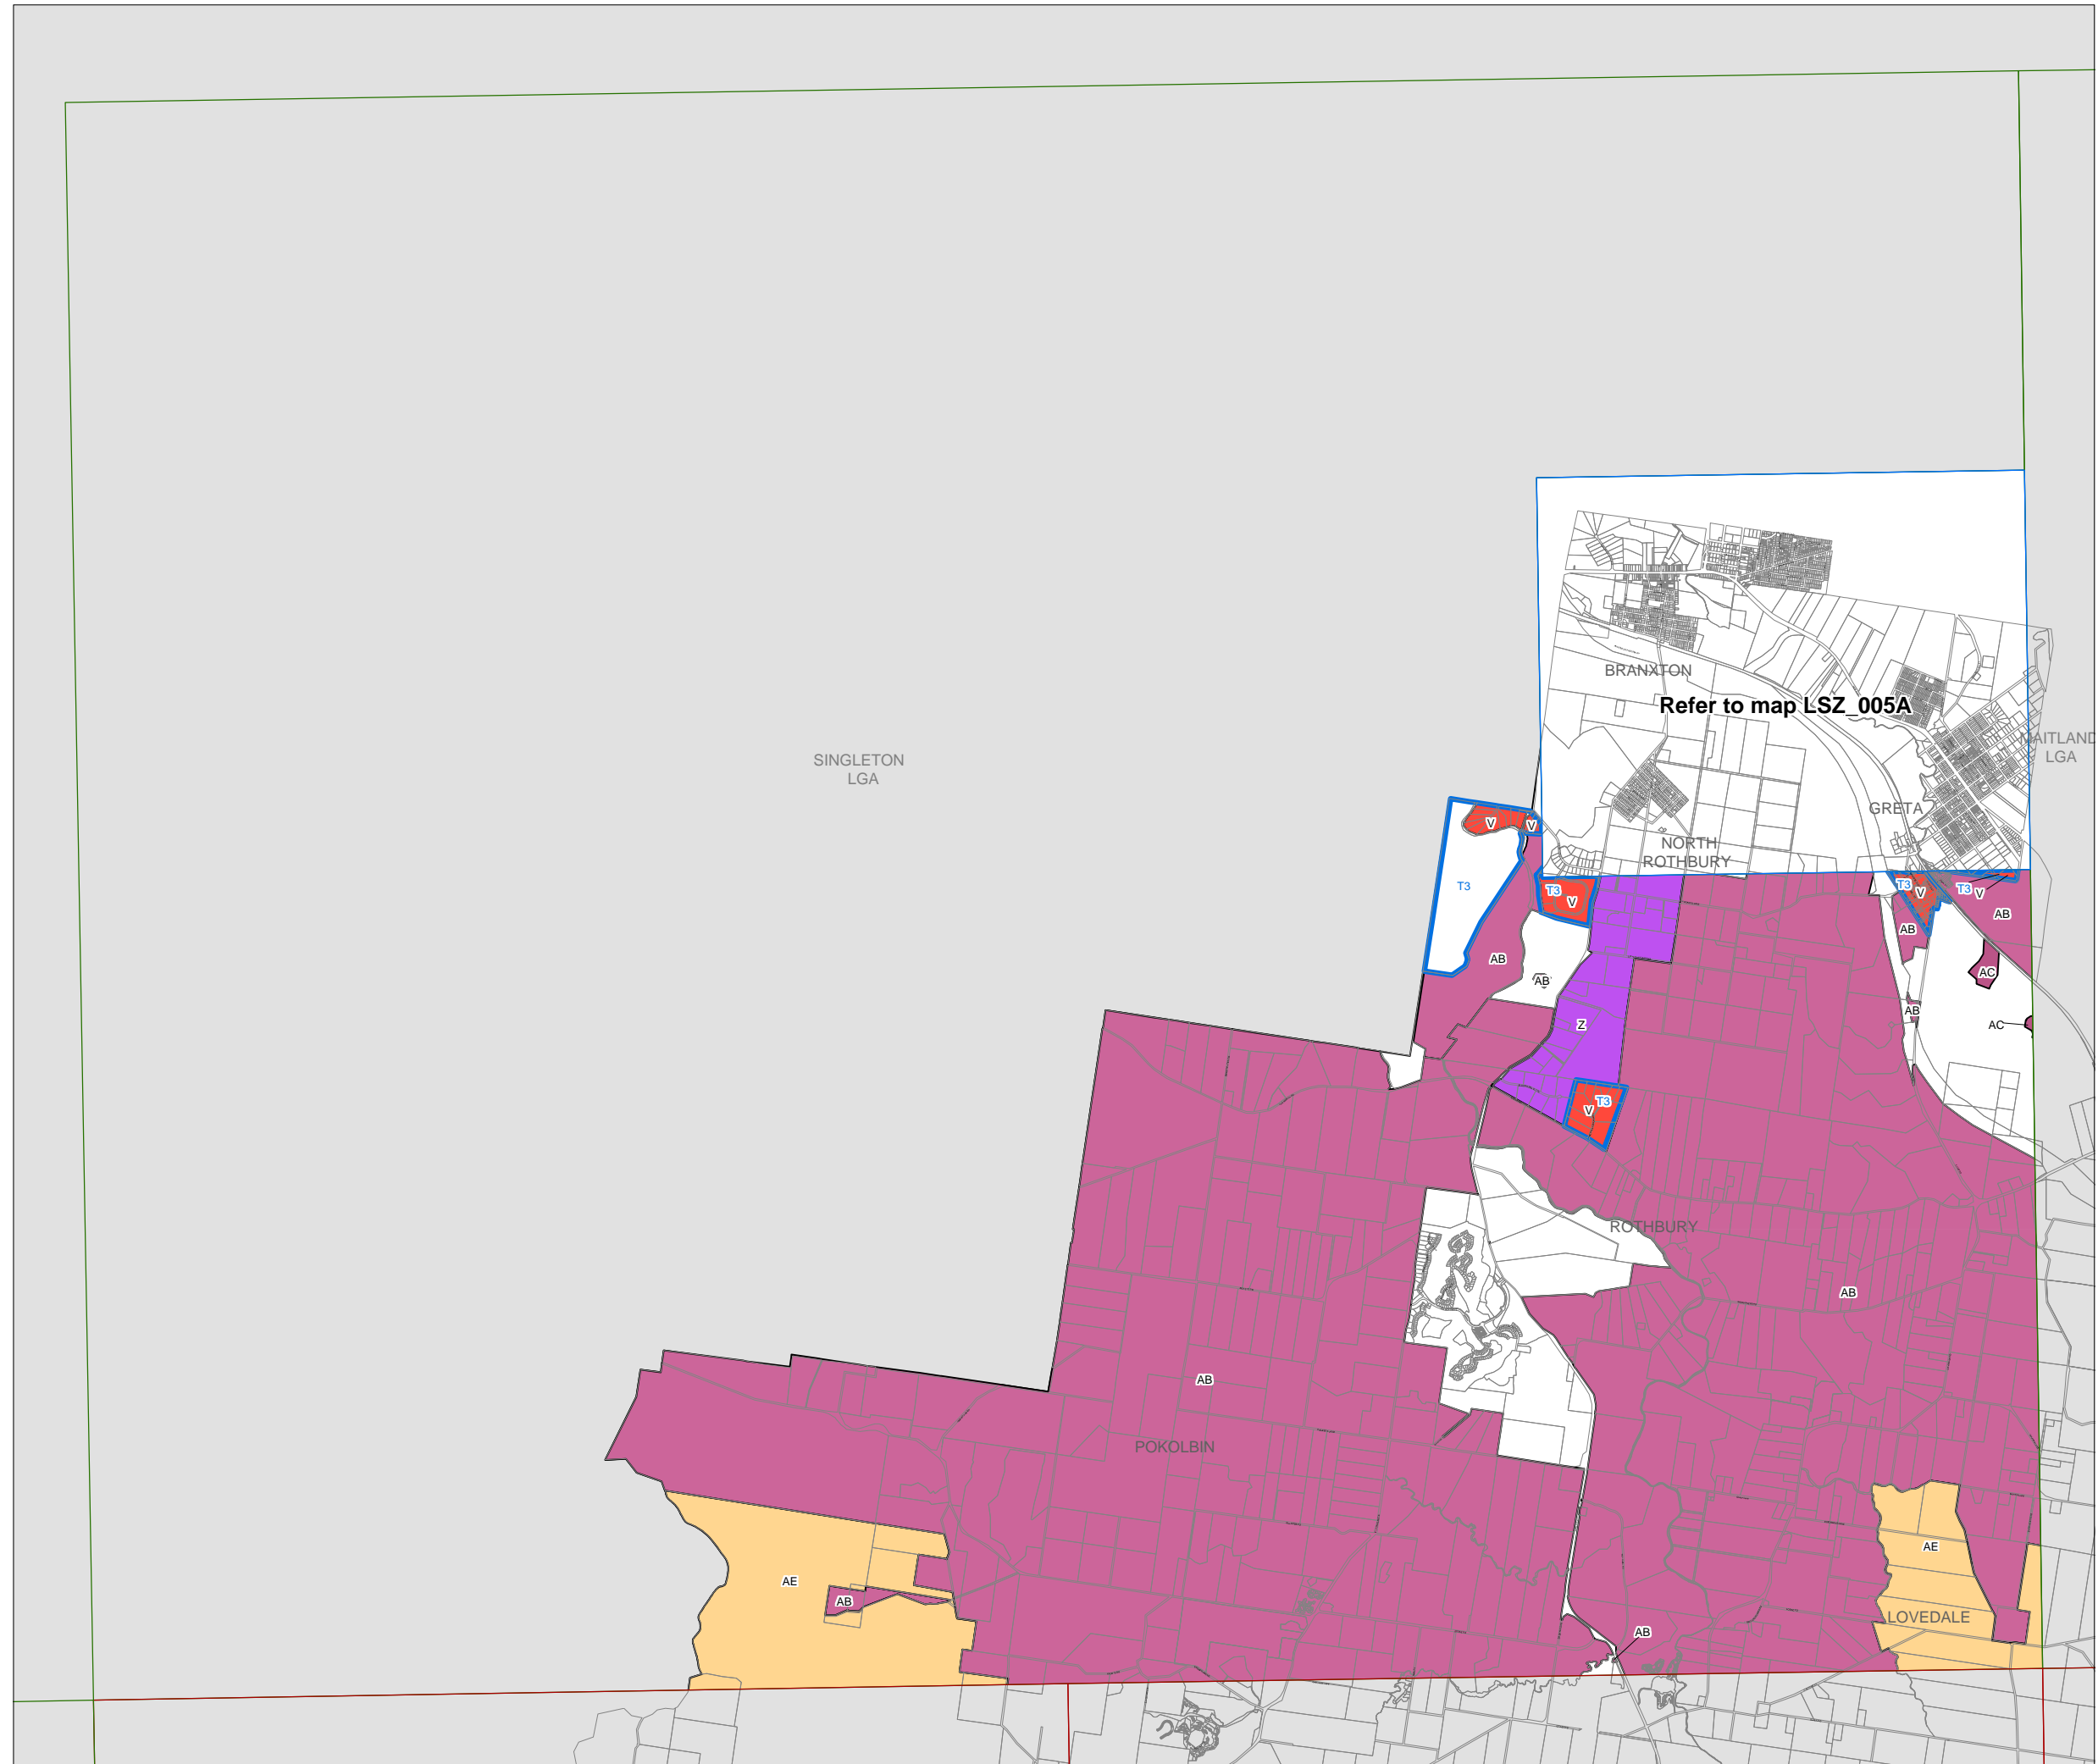 BRANXTON
Refer to map LSZ_005A
SINGLETON
LGA
MAITLAND
LGA
GRETA
V
V
NORTH
ROTHBURY
T3
T3
V
T3
V
T3
V
AB
AB
AB
AC
AB
AB
AC
Z
T3
V
ROTHBURY
AB
AB
POKOLBIN
AE
AE
AB
LOVEDALE
AB